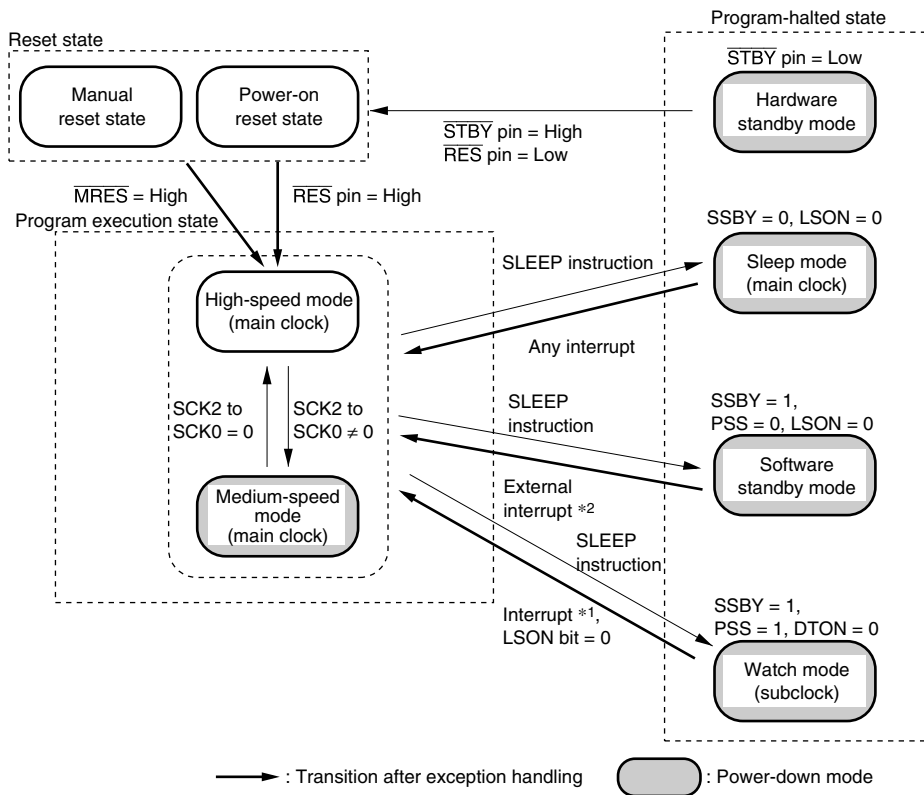 Program-halted state
Reset state
Manual
reset state
Power-on
reset state
STBY pin = Low
Hardware
standby mode
STBY pin = High
RES pin = Low
MRES = High
RES pin = High
Program execution state
SSBY = 0, LSON = 0
Sleep mode
(main clock)
SLEEP instruction
Any interrupt
High-speed mode
(main clock)
SCK2 to
SCK0 = 0
SCK2 to
SCK0 ≠ 0
Medium-speed
mode
(main clock)
SLEEP
instruction
External
interrupt *2
SSBY = 1,
PSS = 0, LSON = 0
Software
standby mode
SLEEP
instruction
Interrupt *1,
LSON bit = 0
SSBY = 1,
PSS = 1, DTON = 0
Watch mode
(subclock)
: Transition after exception handling
: Power-down mode